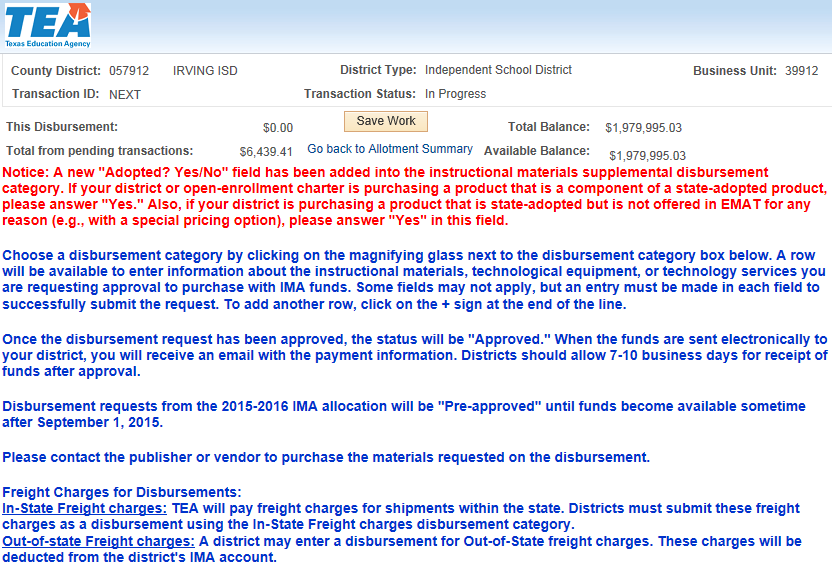 TEA
Texas Education Agency
County District: 057912 IRVING ISD District Type: Independent School District Business Unit: 39912
Transaction ID: NEXT Transaction Status: In Progress
This Disbursement: $0.00 Save Work Total Balance: $1,979,995.03
Total from pending transactions: $6,439.41 Go back to Allotment Summary Available Balance: $1,979,995.03
Notice: A new "Adopted? Yes/No" field has been added into the instructional materials supplemental disbursement
category. If your district or open-enrollment charter is purchasing a product that is a component of a state-adopted product,
please answer "Yes." Also, if your district is purchasing a product that is state-adopted but is not offered in EMAT for any
reason (e.g., with a special pricing option), please answer "Yes" in this field.
Choose a disbursement category by clicking on the magnifying glass next to the disbursement category box below. A row
will be available to enter information about the instructional materials, technological equipment, or technology services you
are requesting approval to purchase with IMA funds. Some fields may not apply, but an entry must be made in each field to
successfully submit the request. To add another row, click on the + sign at the end of the line.
Once the disbursement request has been approved, the status will be "Approved." When the funds are sent electronically to
your district, you will receive an email with the payment information. Districts should allow 7-10 business days for receipt of
funds after approval.
Disbursement requests from the 2015-2016 IMA allocation will be "Pre-approved" until funds become available sometime
after September 1, 2015.
Please contact the publisher or vendor to purchase the materials requested on the disbursement.
Freight Charges for Disbursements:
In-State Freight charges: TEA will pay freight charges for shipments within the state. Districts must submit these freight
charges as a disbursement using the In-State Freight charges disbursement category.
Out-of-state Freight charges: A district may enter a disbursement for Out-of-State freight charges. These charges will be
deducted from the district's IMA account.